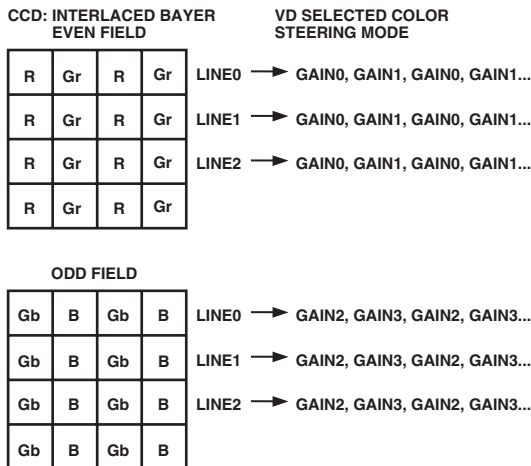 CCD: INTERLACED BAYER
EVEN FIELD
VD SELECTED COLOR
STEERING MODE
R Gr R Gr LINE0 GAIN0, GAIN1, GAIN0, GAIN1...
R Gr R Gr LINE1 GAIN0, GAIN1, GAIN0, GAIN1...
R Gr R Gr LINE2 GAIN0, GAIN1, GAIN0, GAIN1...
R Gr R Gr
ODD FIELD
Gb B Gb B LINE0 GAIN2, GAIN3, GAIN2, GAIN3...
Gb B Gb B LINE1 GAIN2, GAIN3, GAIN2, GAIN3...
Gb B Gb B LINE2 GAIN2, GAIN3, GAIN2, GAIN3...
Gb B Gb B